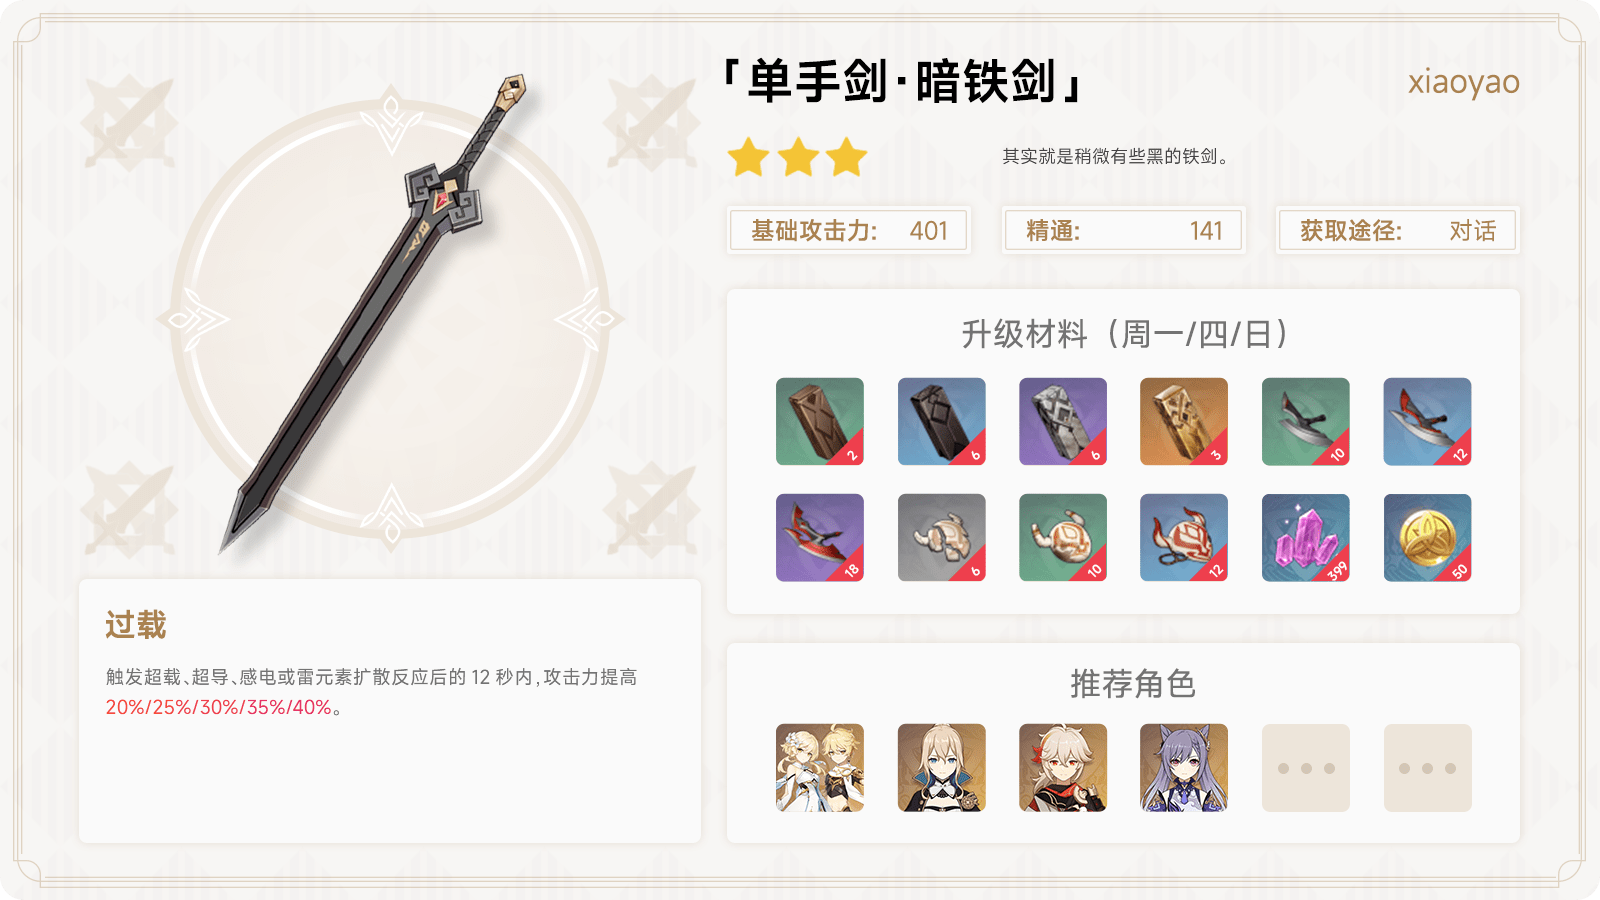 「单手剑·暗铁剑」
xiaoyao
其实就是稍微有些黑的铁剑。
基础攻击力: 401
精通: 141
获取途径: 对话
升级材料（周一/四/日）
2 6 6 3 10 12
18 6 10 12 399 50
过载
触发超载、超导、感电或雷元素扩散反应后的 12 秒内,攻击力提高
20%/25%/30%/35%/40%。
推荐角色